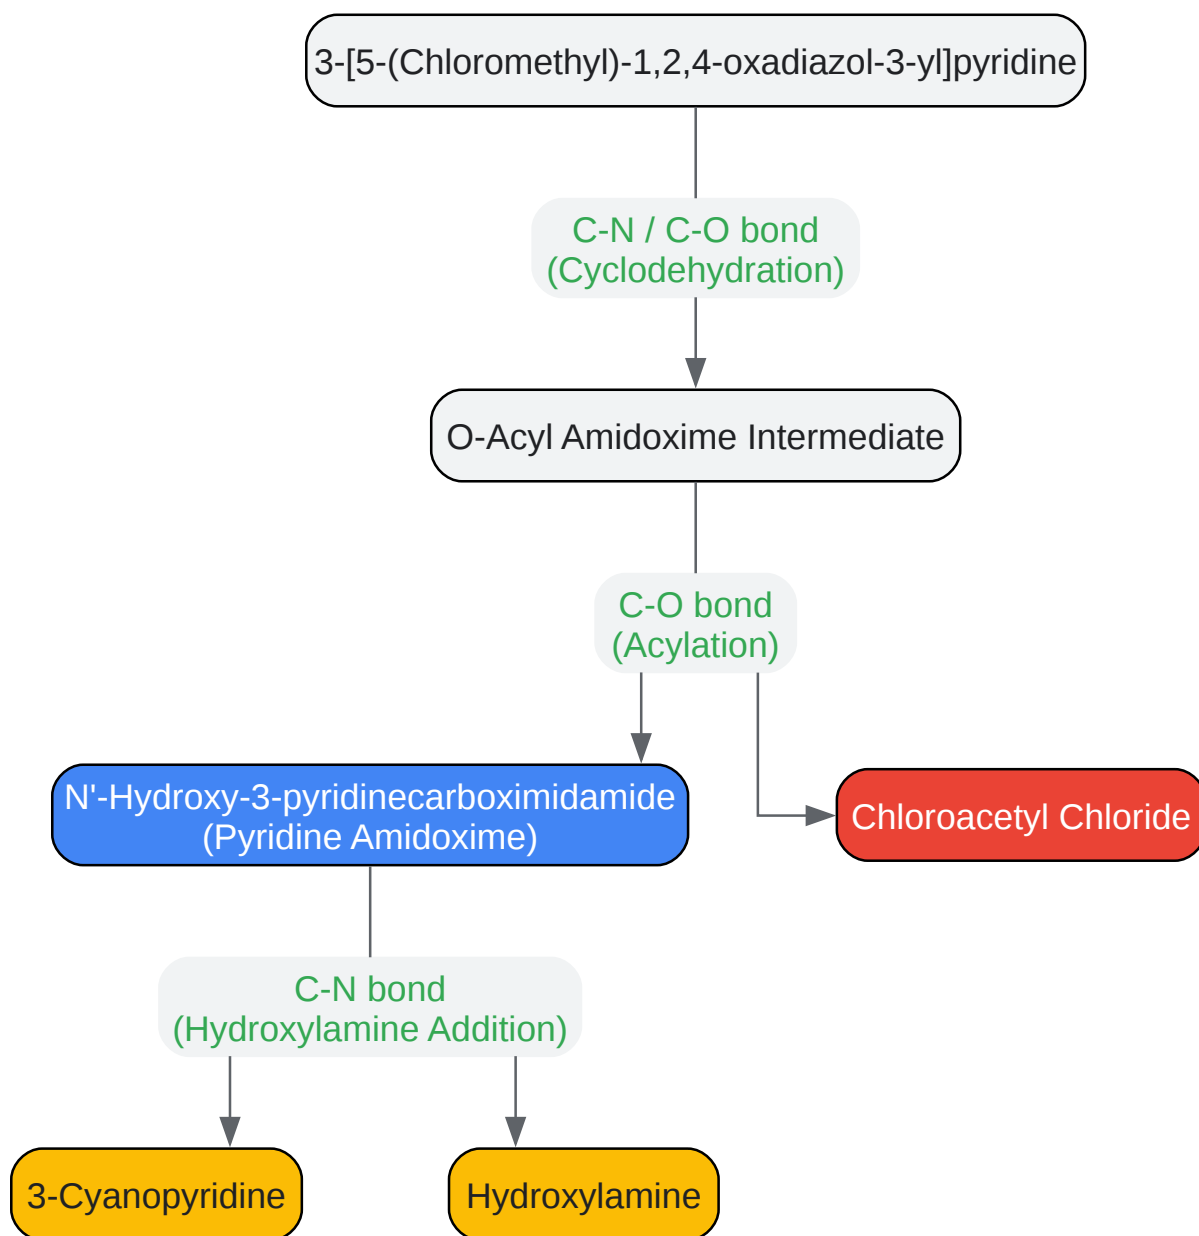 3-[5-(Chloromethyl)-1,2,4-oxadiazol-3-yl]pyridine
C-N / C-O bond
(Cyclodehydration)
O-Acyl Amidoxime Intermediate
C-O bond
(Acylation)
N'-Hydroxy-3-pyridinecarboximidamide
(Pyridine Amidoxime)
Chloroacetyl Chloride
C-N bond
(Hydroxylamine Addition)
3-Cyanopyridine
Hydroxylamine